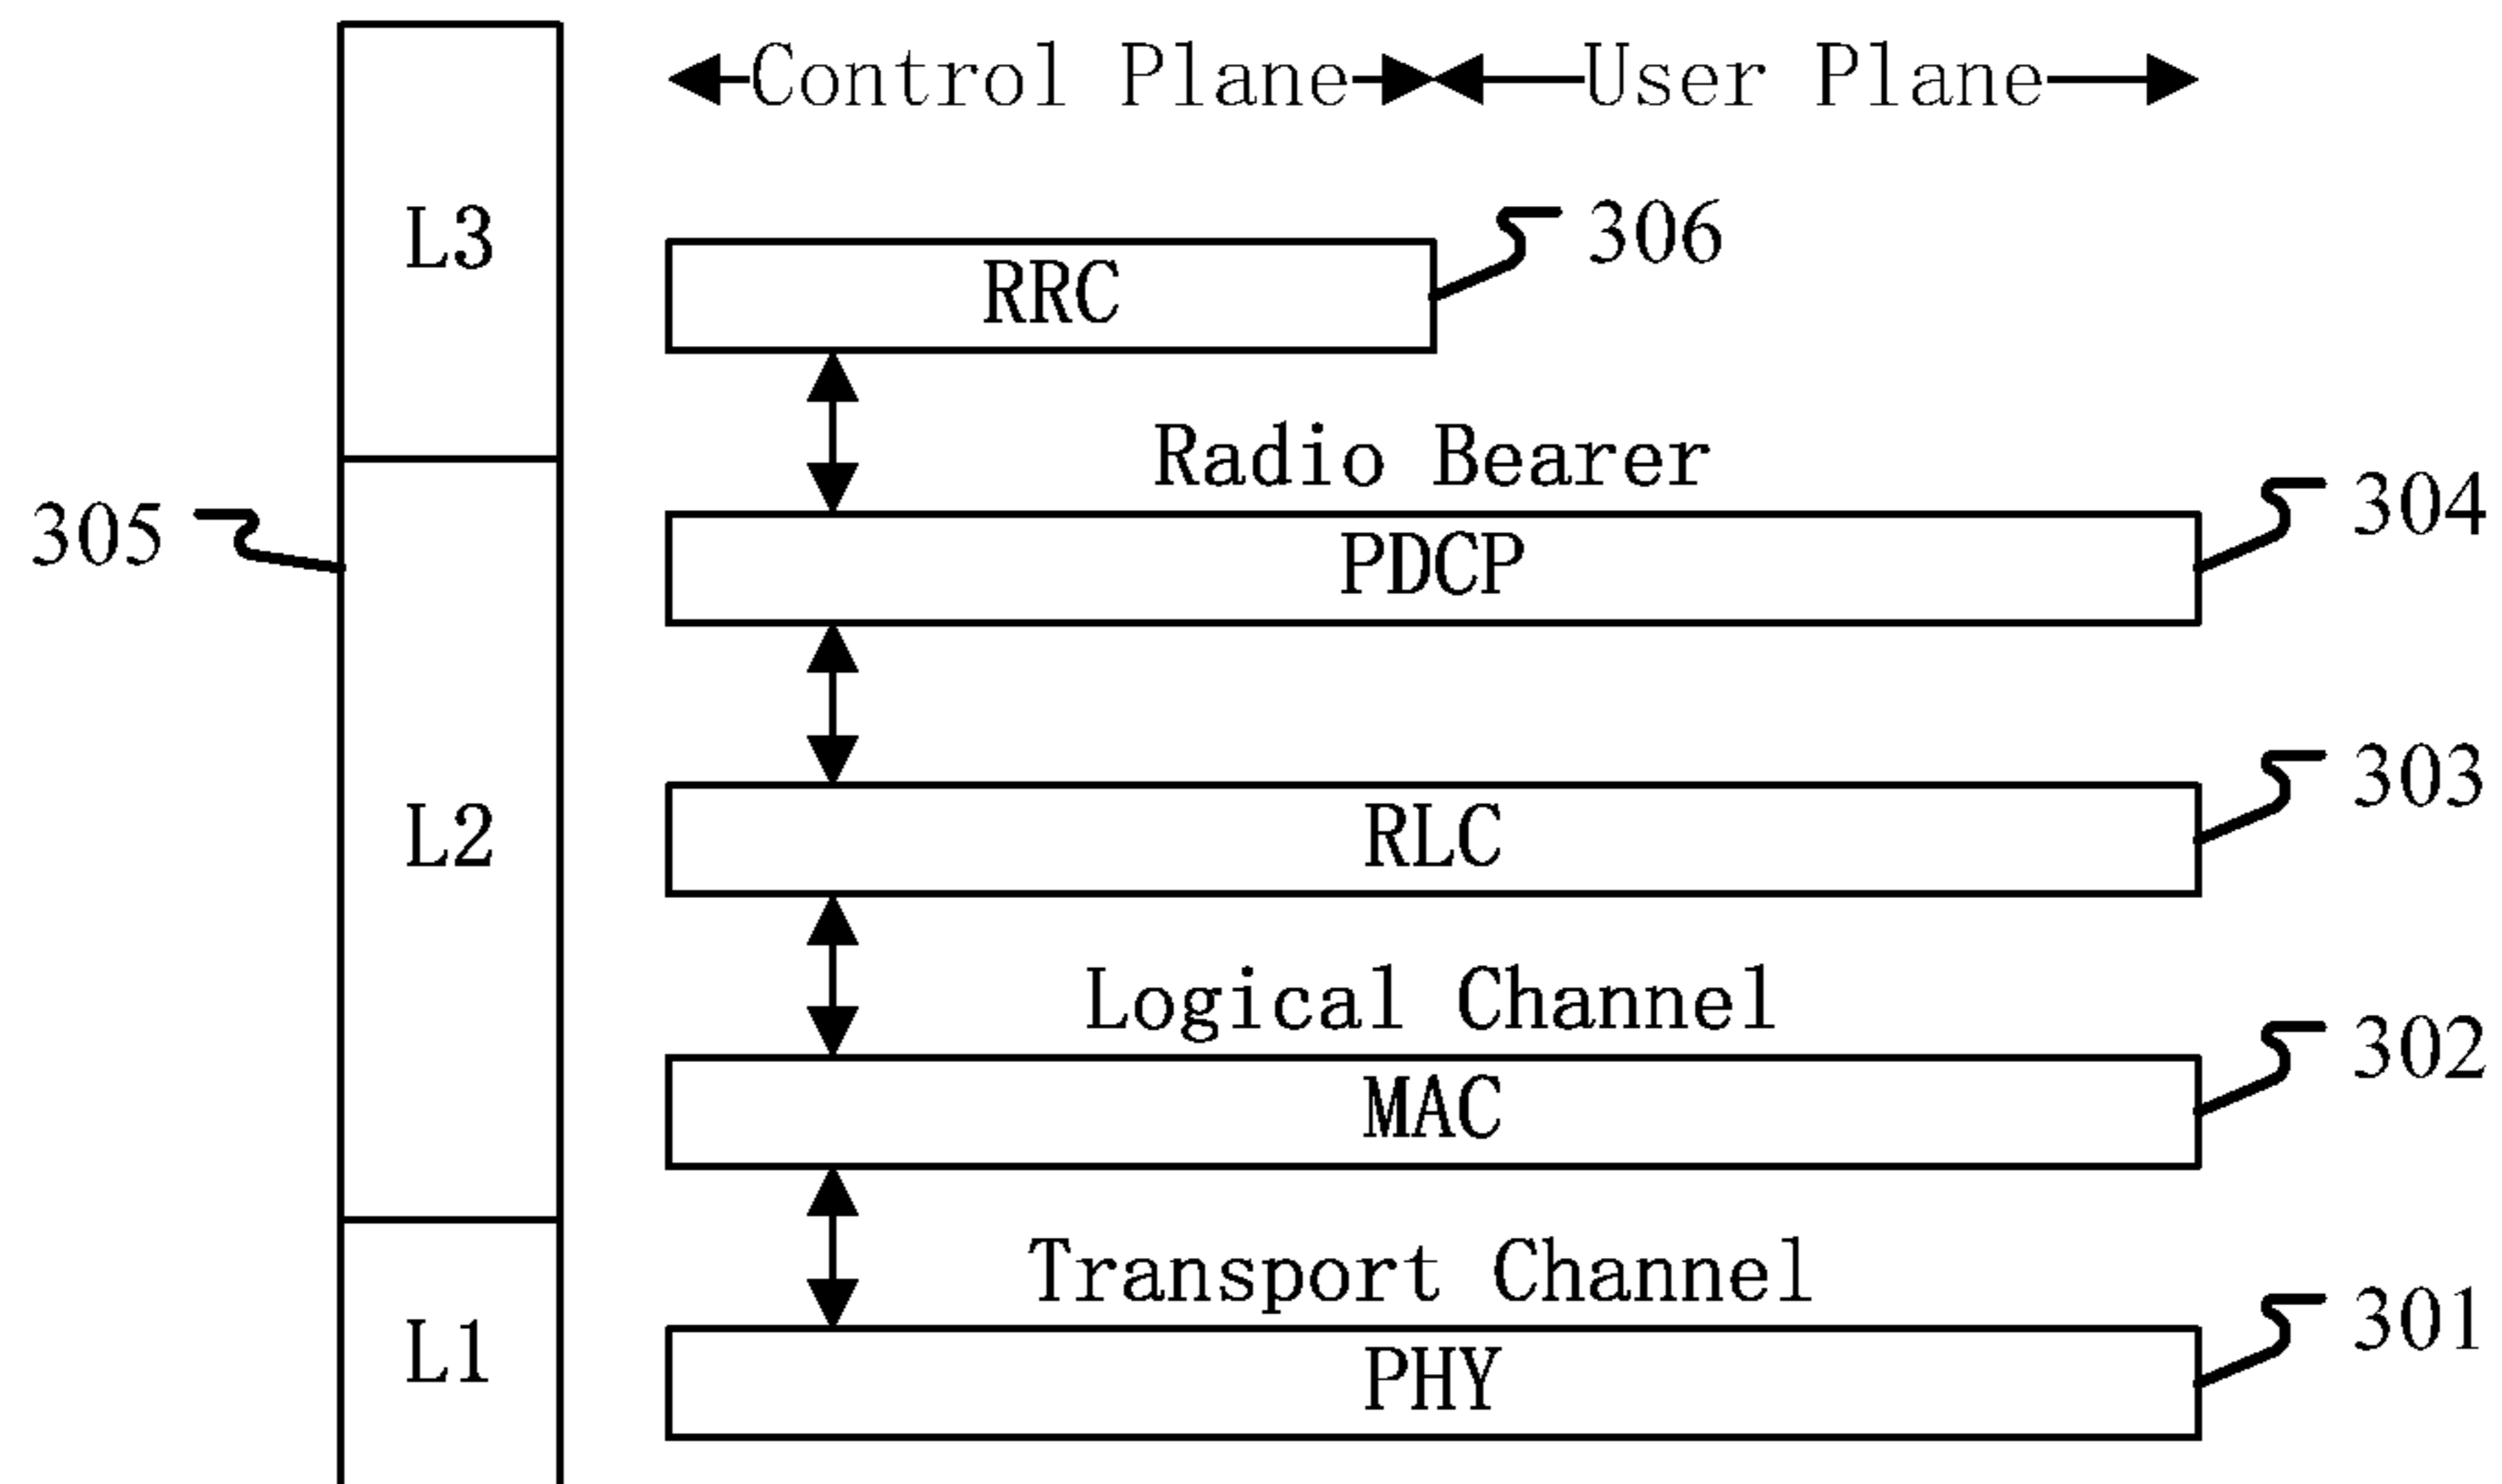 Control Plane User Plane
L3
306
RRC
Radio Bearer
305
304
PDCP
303
L2
RLC
Logical Channel
302
MAC
Transport Channel
301
L1
PHY